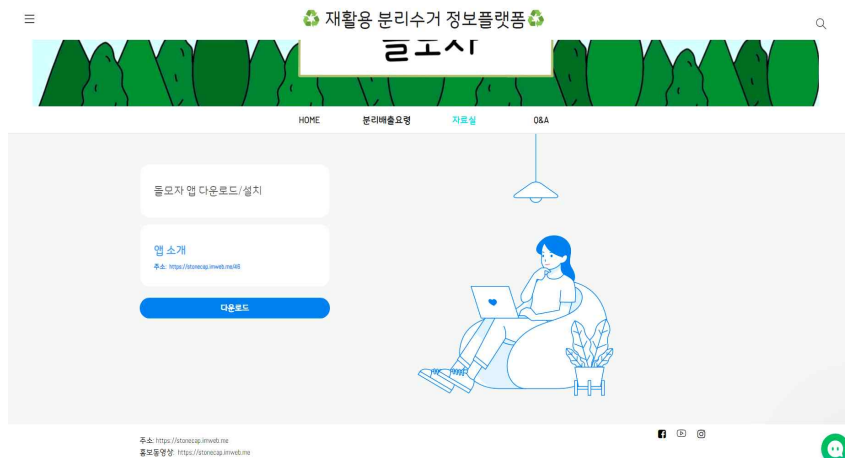 재활용 분리수거 정보플랫폼
돌모자
HOME 분리배출요령 자료실 Q&A
돌모자 앱 다운로드/설치
앱 소개
주소: https://stonecap.imweb.me/46
다운로드
주소: https://stonecap.imweb.me
홍보동영상: https://stonecap.imweb.me